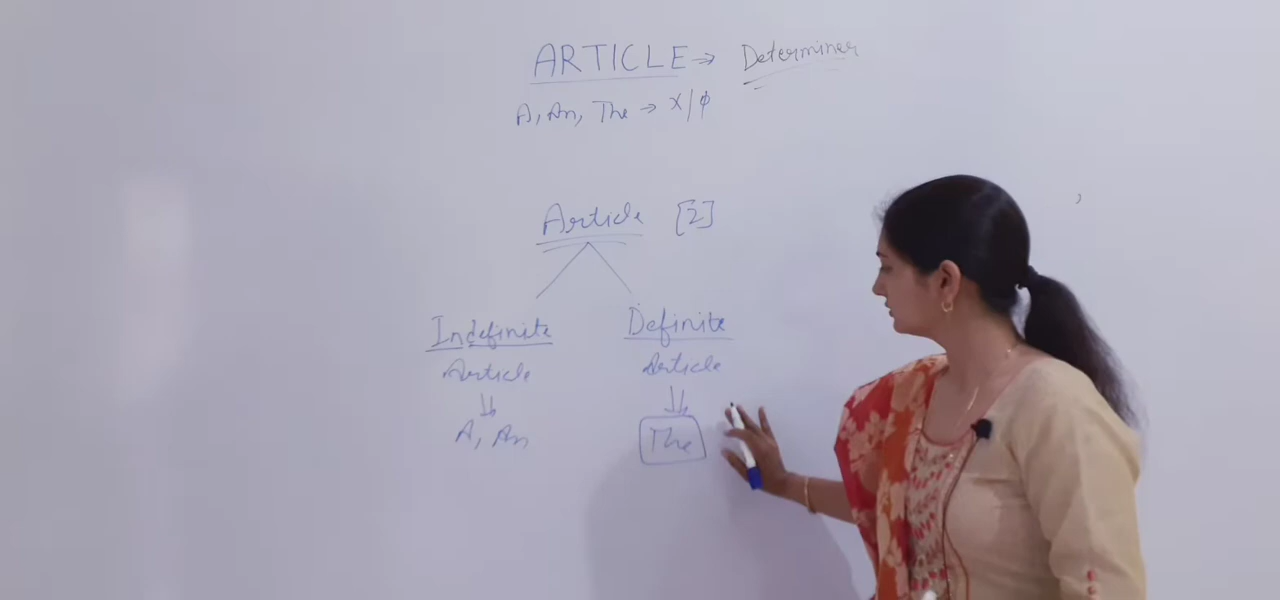 ARTICLE → Determiner
A, An, The → X/ϕ
Article [2]
Indefinite Definite
Article Article
A, An The